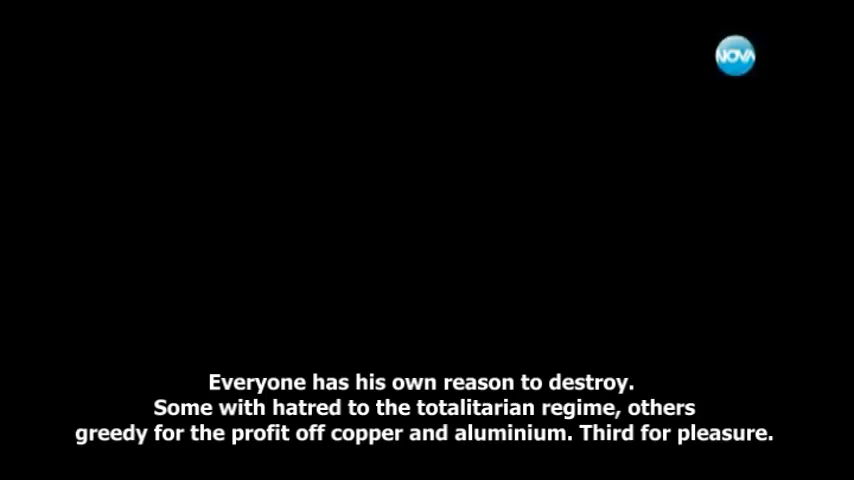 NOVA
Everyone has his own reason to destroy.
Some with hatred to the totalitarian regime, others
greedy for the profit off copper and aluminium. Third for pleasure.